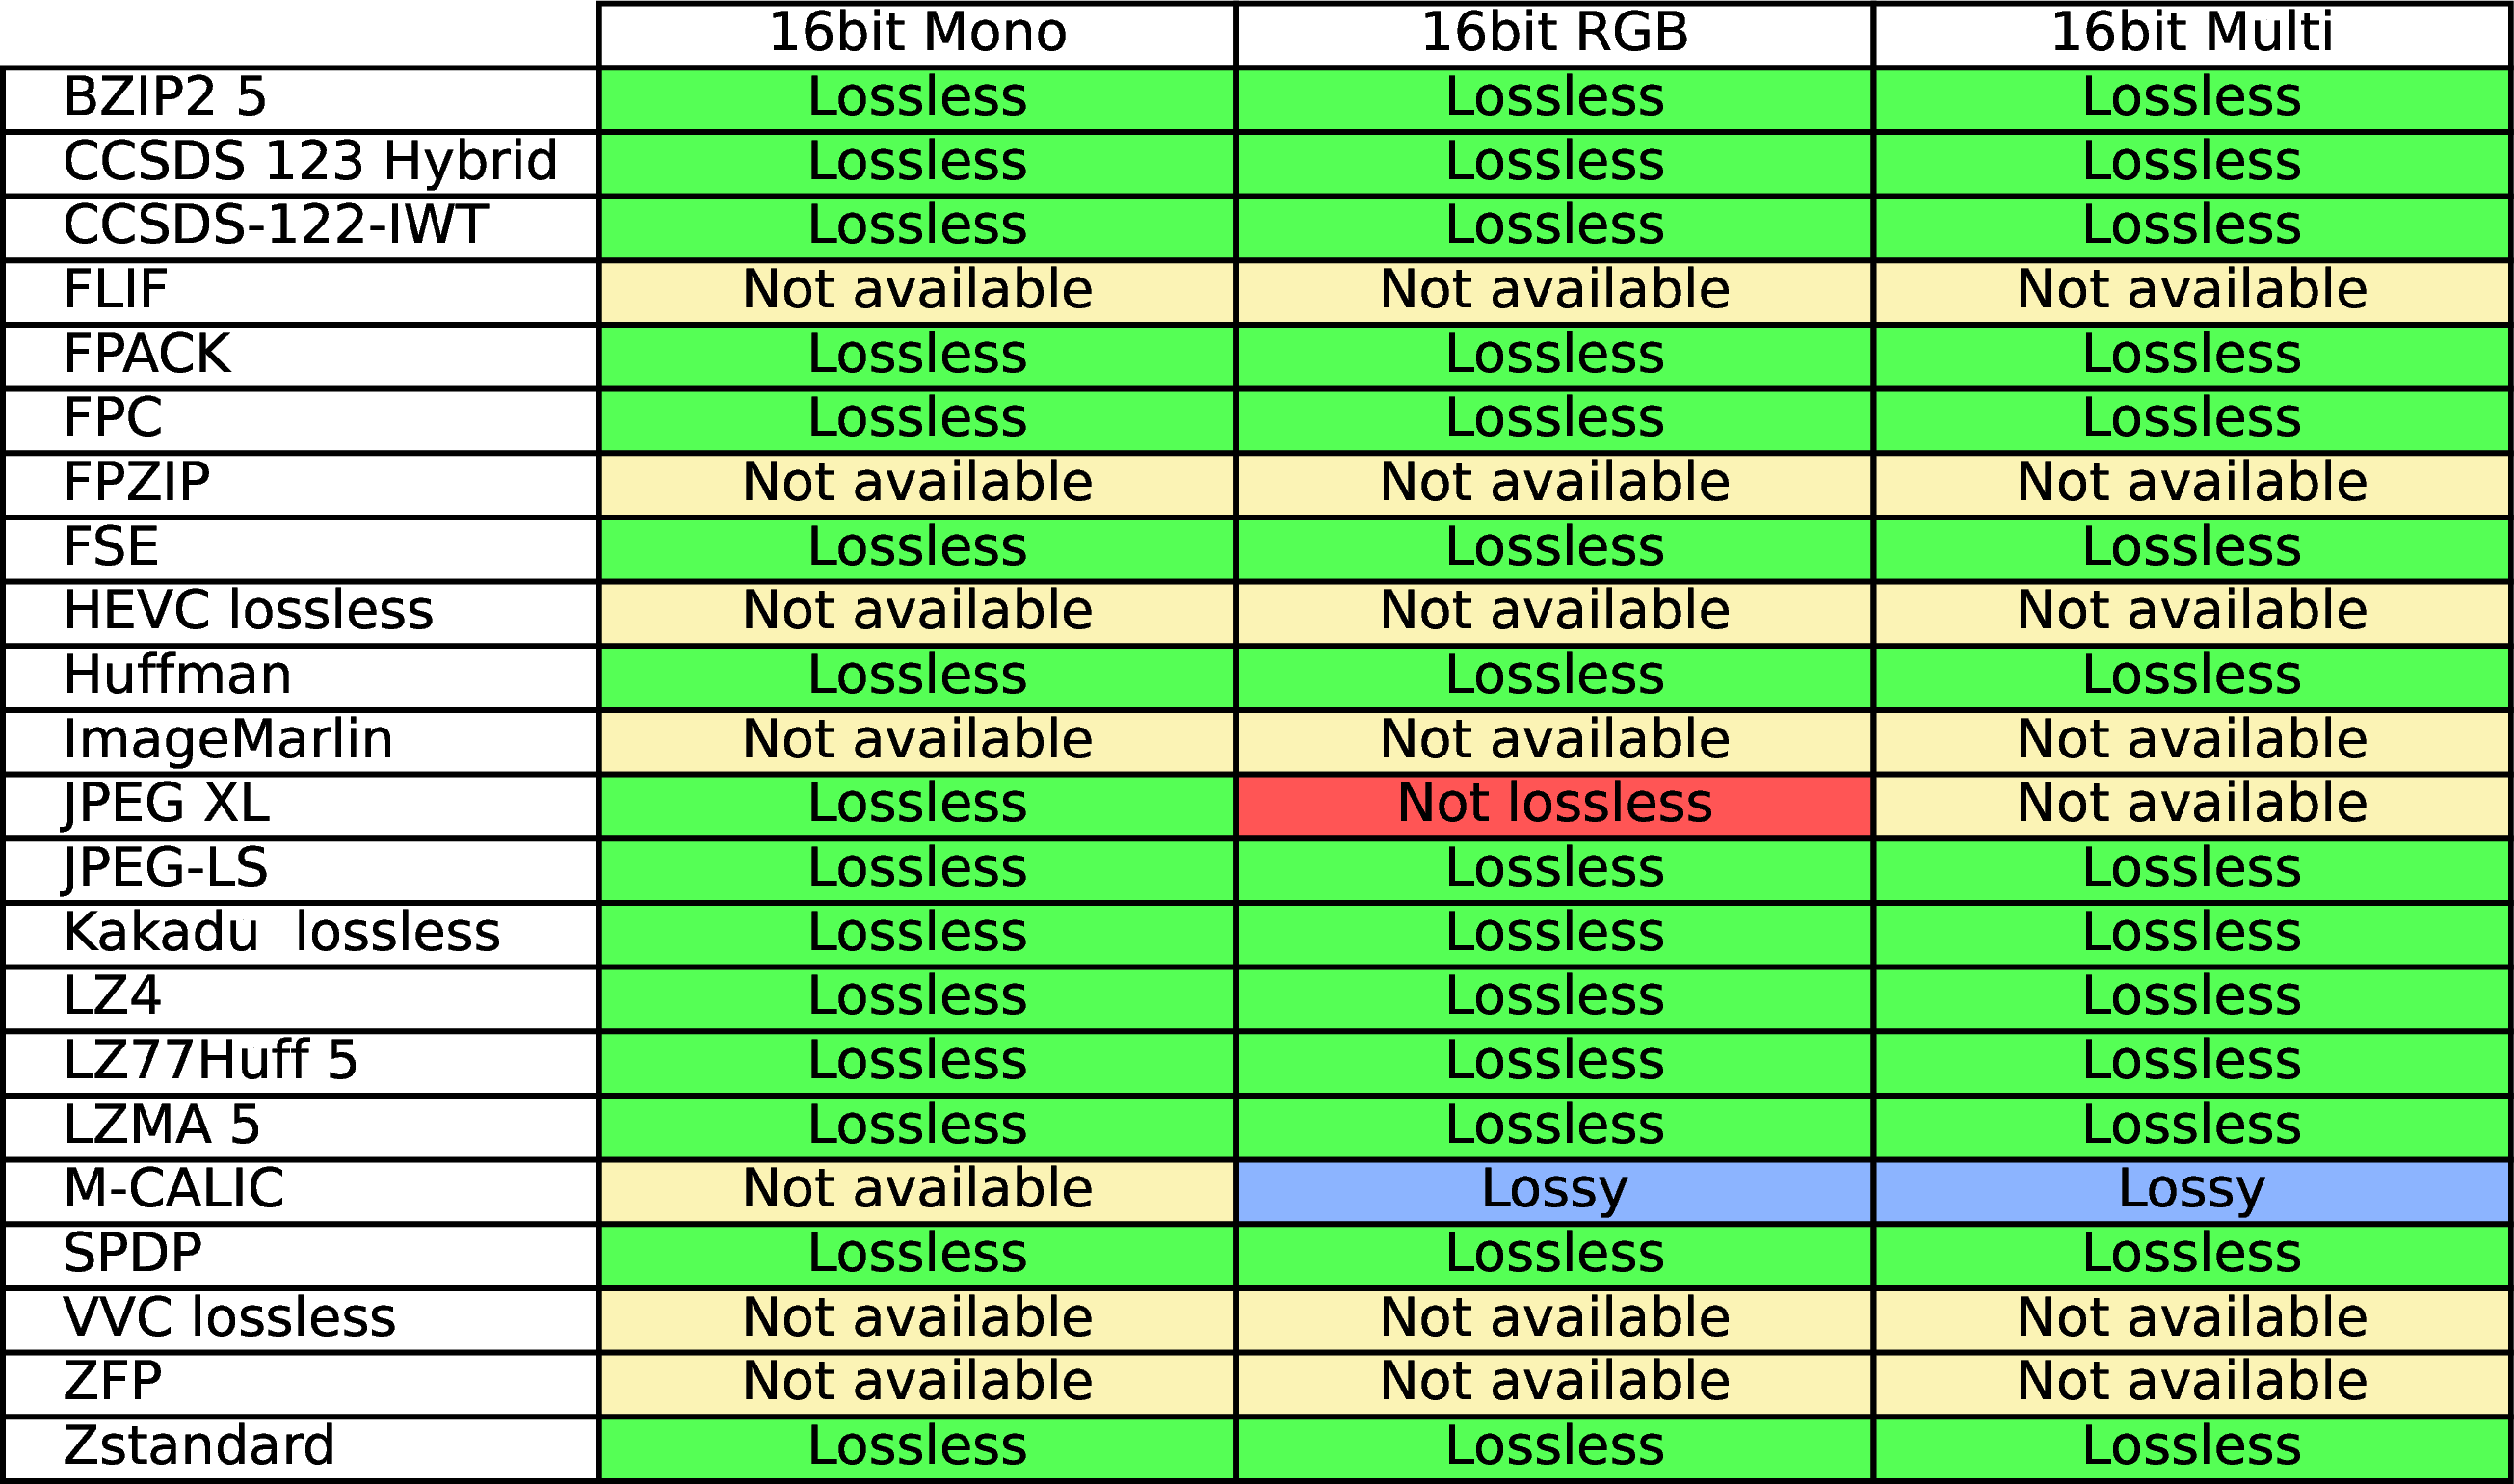 16bit Mono 16bit RGB 16bit Multi
BZIP2 5 Lossless Lossless Lossless
CCSDS 123 Hybrid Lossless Lossless Lossless
CCSDS-122-IWT Lossless Lossless Lossless
FLIF Not available Not available Not available
FPACK Lossless Lossless Lossless
FPC Lossless Lossless Lossless
FPZIP Not available Not available Not available
FSE Lossless Lossless Lossless
HEVC lossless Not available Not available Not available
Huffman Lossless Lossless Lossless
ImageMarlin Not available Not available Not available
JPEG XL Lossless Not lossless Not available
JPEG-LS Lossless Lossless Lossless
Kakadu  lossless Lossless Lossless Lossless
LZ4 Lossless Lossless Lossless
LZ77Huff 5 Lossless Lossless Lossless
LZMA 5 Lossless Lossless Lossless
M-CALIC Not available Lossy Lossy
SPDP Lossless Lossless Lossless
VVC lossless Not available Not available Not available
ZFP Not available Not available Not available
Zstandard Lossless Lossless Lossless